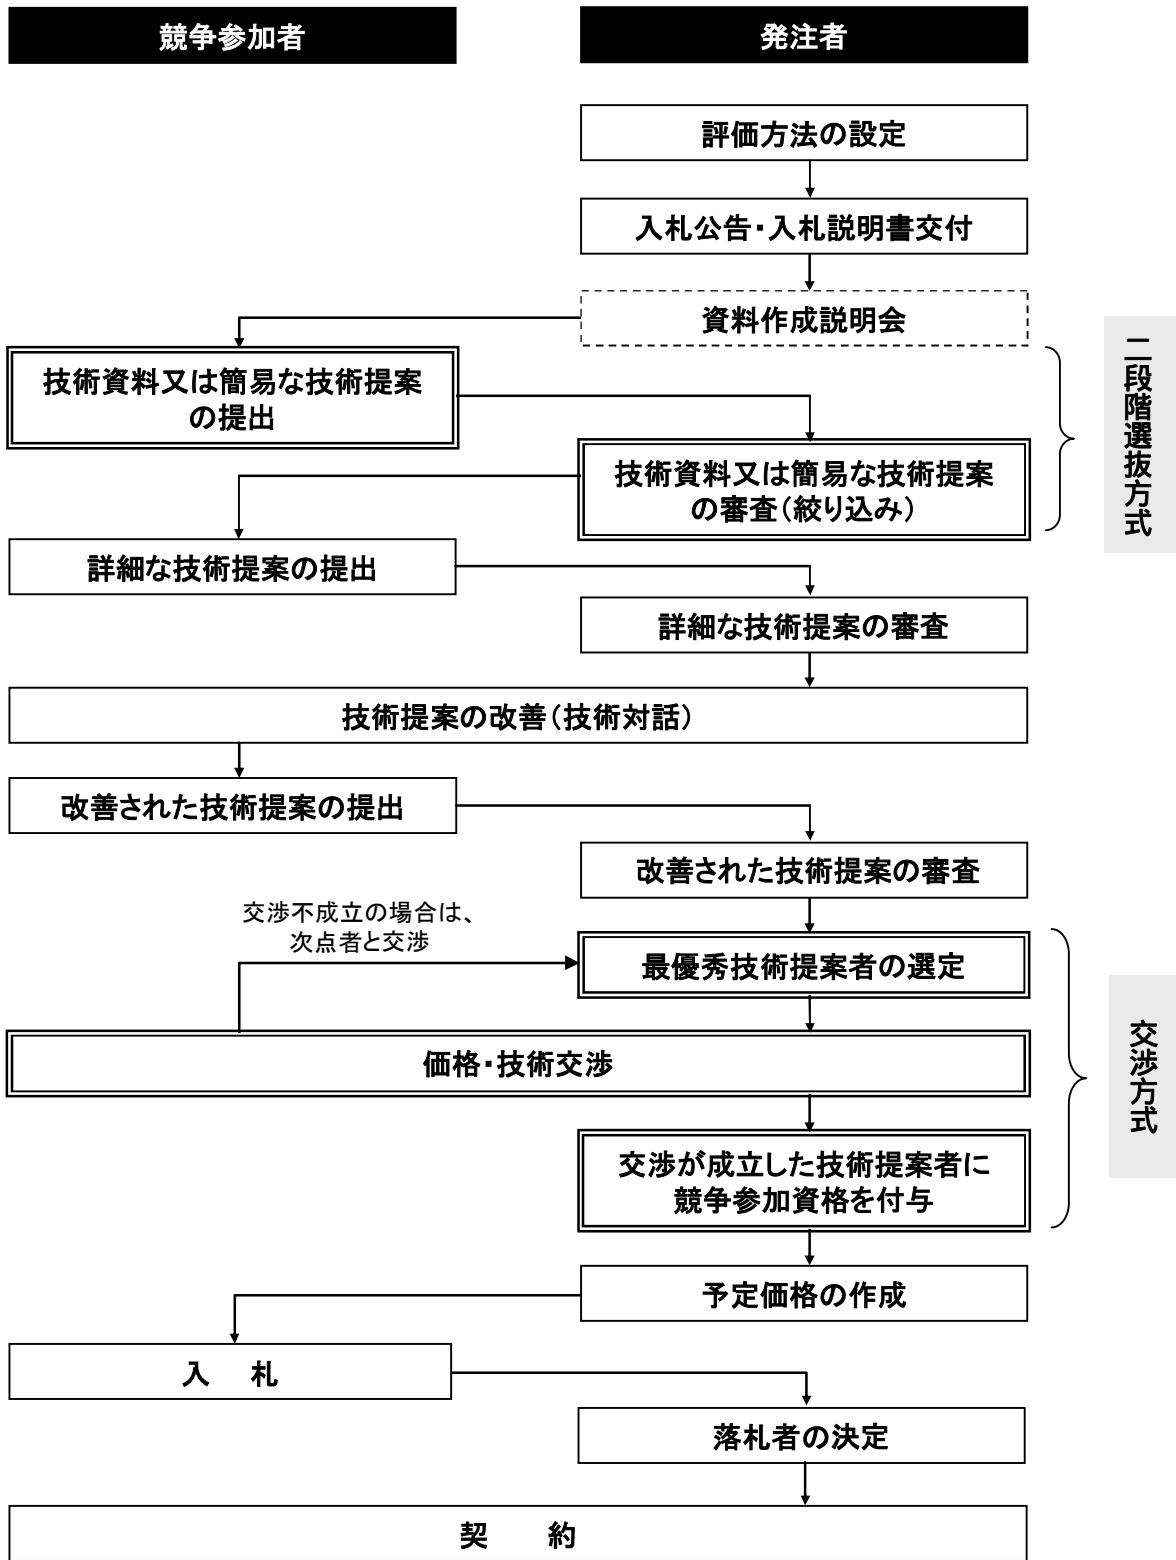 競争参加者
発注者
評価方法の設定
入札公告・入札説明書交付
資料作成説明会
技術資料又は簡易な技術提案
の提出
技術資料又は簡易な技術提案
の審査(絞り込み)
二段階選抜方式
詳細な技術提案の提出
詳細な技術提案の審査
技術提案の改善(技術対話)
改善された技術提案の提出
改善された技術提案の審査
交渉不成立の場合は、
次点者と交渉
最優秀技術提案者の選定
価格・技術交渉
交渉が成立した技術提案者に
競争参加資格を付与
交渉方式
予定価格の作成
入 札
落札者の決定
契 約